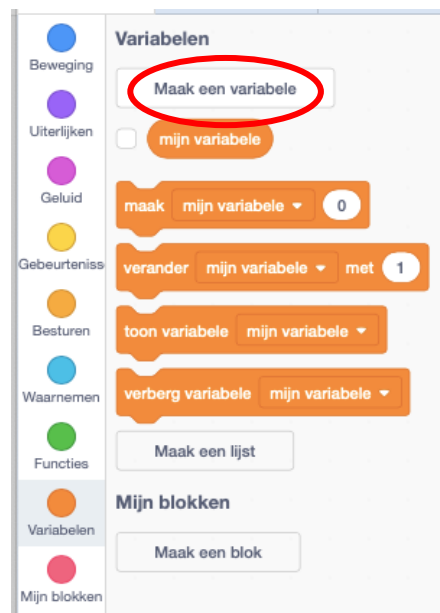 Beweging
Uiterlijken
Geluid
Gebeurteniss
Besturen
Waarnemen
Functies
Variabelen
Mijn blokken
Variabelen
Maak een variabele
mijn variabele
maak mijn variabele 0
verander mijn variabele met 1
toon variabele mijn variabele
verberg variabele mijn variabele
Maak een lijst
Mijn blokken
Maak een blok